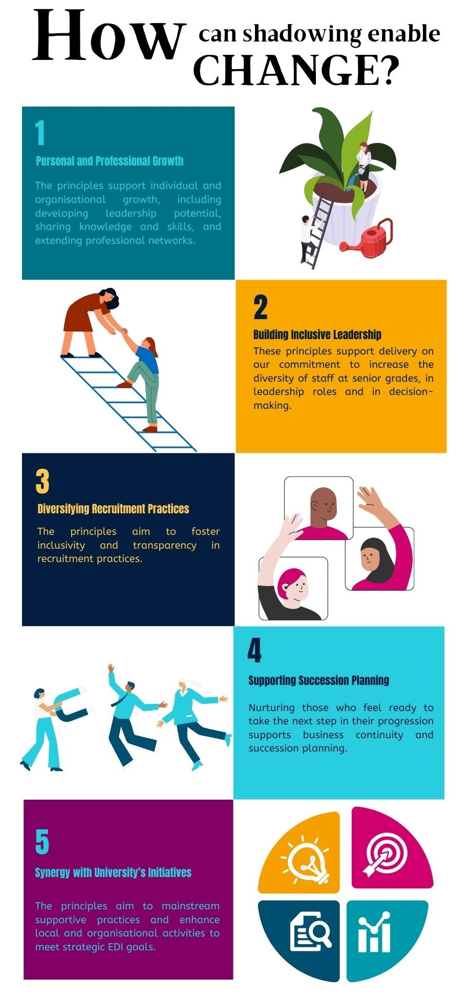 How can shadowing enable
CHANGE?
1
Personal and Professional Growth
The principles support individual and
organisational growth, including
developing leadership potential,
sharing knowledge and skills, and
extending professional networks.
2
Building Inclusive Leadership
These principles support delivery on
our commitment to increase the
diversity of staff at senior grades, in
leadership roles and in decision-
making.
3
Diversifying Recruitment Practices
The principles aim to foster
inclusivity and transparency in
recruitment practices.
4
Supporting Succession Planning
Nurturing those who feel ready to
take the next step in their progression
supports business continuity and
succession planning.
5
Synergy with University's Initiatives
The principles aim to mainstream
supportive practices and enhance
local and organisational activities to
meet strategic EDI goals.